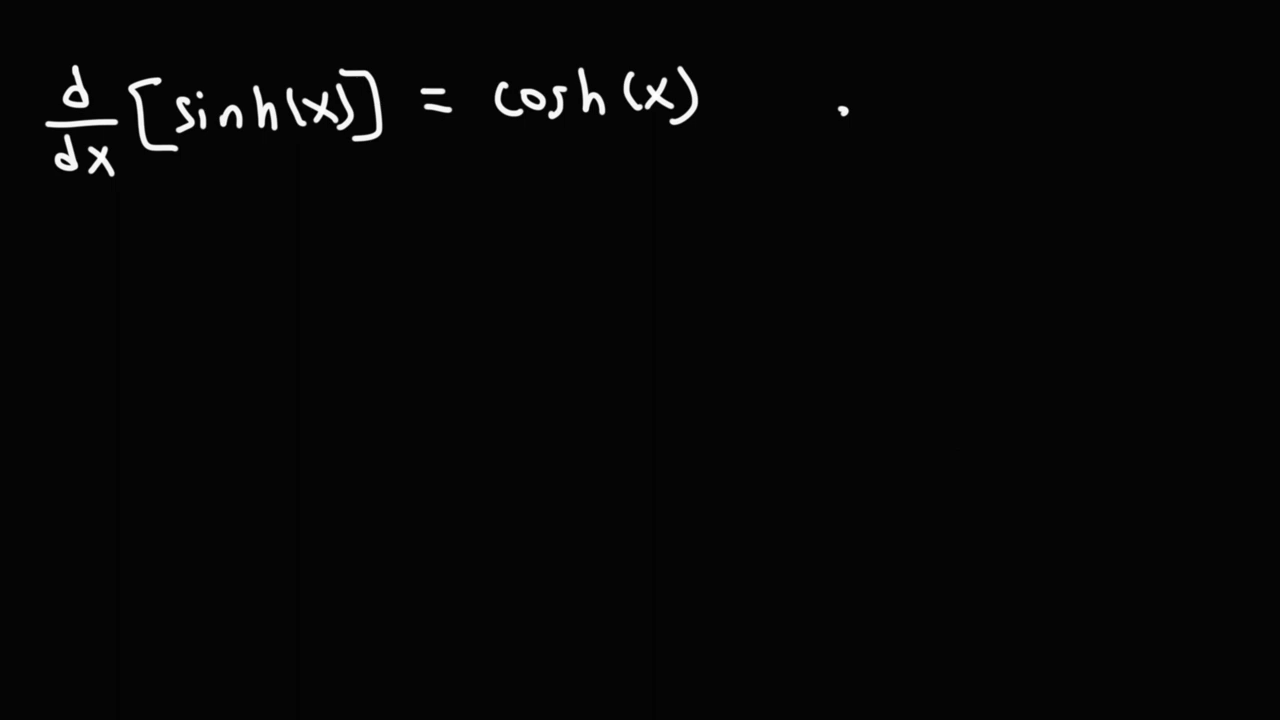 d/dx [sinh(x)] = cosh(x) .